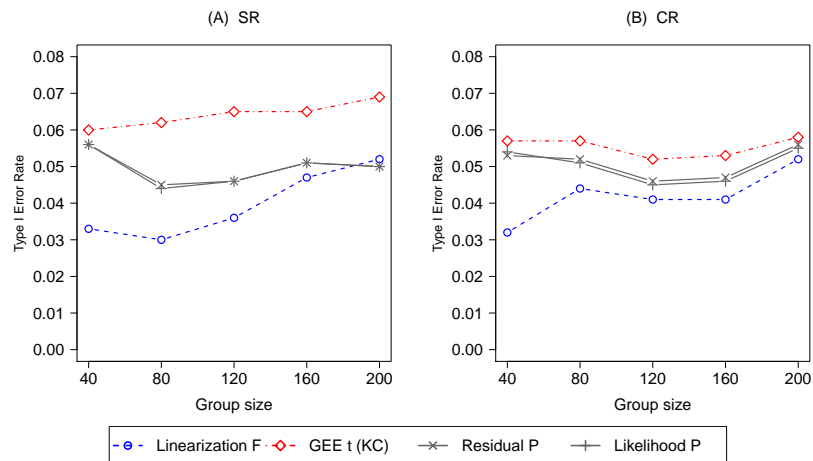 (A) SR
Type I Error Rate
0.08
0.07
0.06
0.05
0.04
0.03
0.02
0.01
0.00
40 80 120 160 200
Group size
(B) CR
Type I Error Rate
0.08
0.07
0.06
0.05
0.04
0.03
0.02
0.01
0.00
40 80 120 160 200
Group size
Linearization F GEE t (KC) Residual P Likelihood P